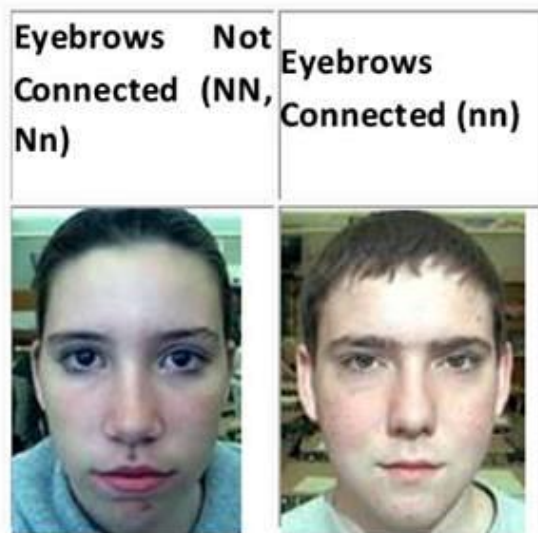 Eyebrows Not
Connected (NN,
Nn)
Eyebrows
Connected (nn)